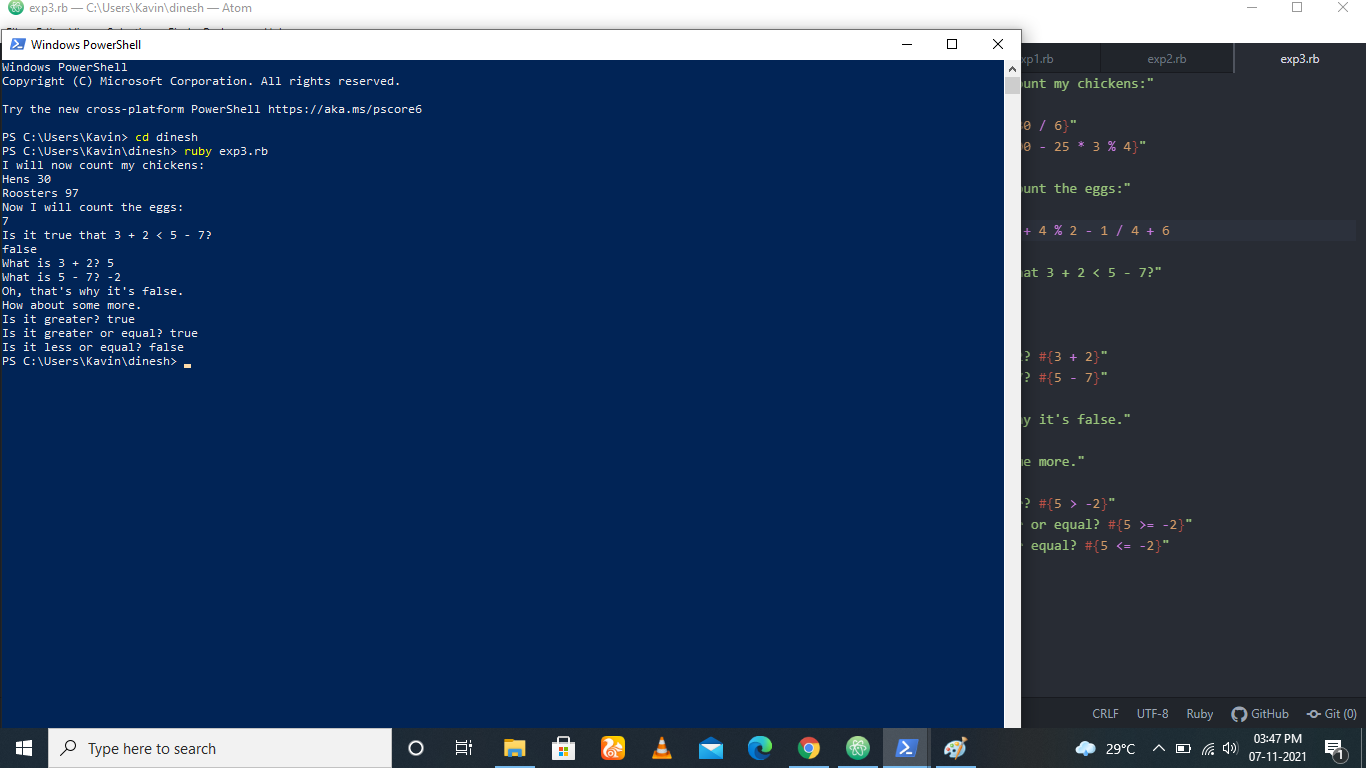 exp3.rb — C:\Users\Kavin\dinesh — Atom
Windows PowerShell
Windows PowerShell
Copyright (C) Microsoft Corporation. All rights reserved.
Try the new cross-platform PowerShell https://aka.ms/pscore6
PS C:\Users\Kavin> cd dinesh
PS C:\Users\Kavin\dinesh> ruby exp3.rb
I will now count my chickens:
Hens 30
Roosters 97
Now I will count the eggs:
7
Is it true that 3 + 2 < 5 - 7?
false
What is 3 + 2? 5
What is 5 - 7? -2
Oh, that's why it's false.
How about some more.
Is it greater? true
Is it greater or equal? true
Is it less or equal? false
PS C:\Users\Kavin\dinesh>
xp1.rb
exp2.rb
exp3.rb
unt my chickens:"
0 / 6}"
0 - 25 * 3 % 4}"
unt the eggs:"
+ 4 % 2 - 1 / 4 + 6
at 3 + 2 < 5 - 7?"
? #{3 + 2}"
? #{5 - 7}"
y it's false."
e more."
? #{5 > -2}"
or equal? #{5 >= -2}"
equal? #{5 <= -2}"
CRLF UTF-8 Ruby GitHub Git (0)
Type here to search
29°C
03:47 PM
07-11-2021
1